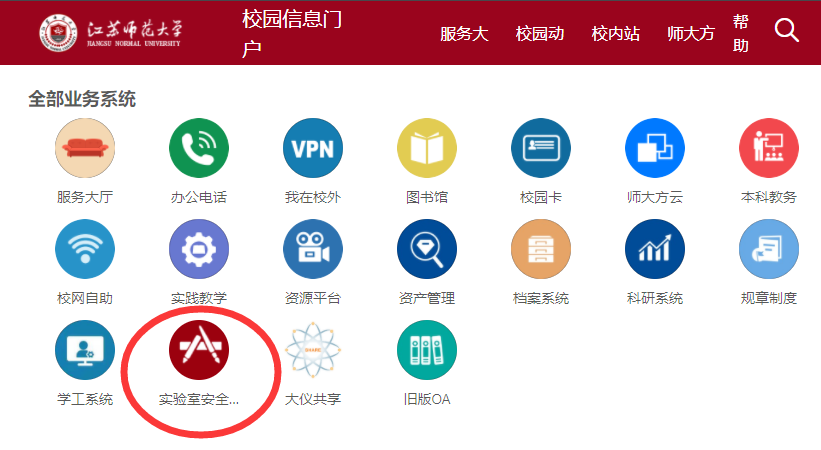 江苏师范大学
JIANGSU NORMAL UNIVERSITY
校园信息门
户
服务大
校园动
校内站
师大方
帮
助
全部业务系统
VPN
服务大厅
办公电话
我在校外
图书馆
校园卡
师大方云
本科教务
校网自助
实践教学
资源平台
资产管理
档案系统
科研系统
规章制度
学工系统
实验室安全...
大仪共享
旧版OA